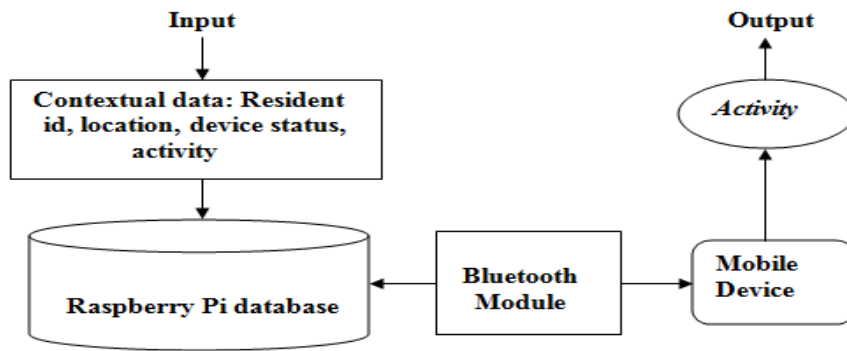 Input
Contextual data: Resident
id, location, device status,
activity
Raspberry Pi database
Bluetooth
Module
Mobile
Device
Activity
Output